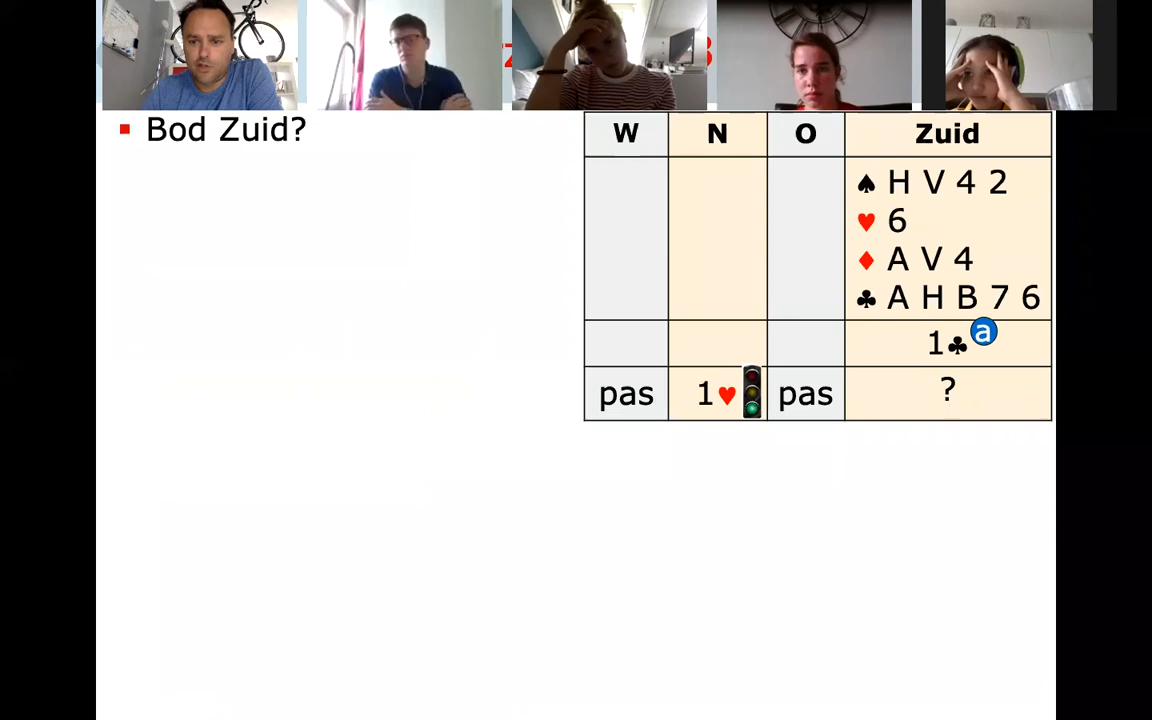 Bod Zuid?
W N O Zuid
♠ H V 4 2
♥ 6
♦ A V 4
♣ A H B 7 6
1♣ a
pas 1♥ pas ?